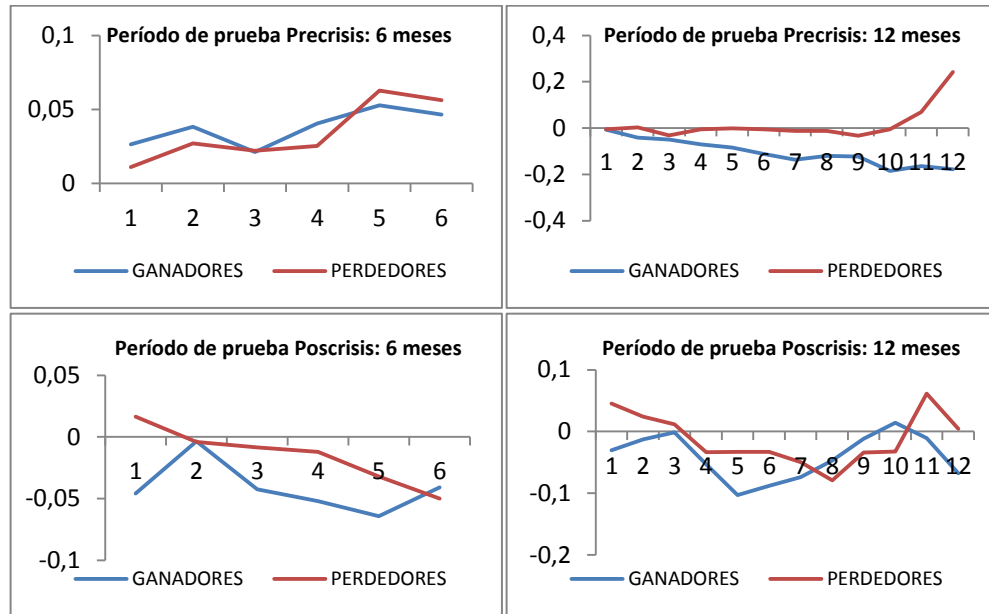 Período de prueba Precrisis: 6 meses
0,1
0,05
0
1 2 3 4 5 6
GANADORES PERDEDORES
Período de prueba Precrisis: 12 meses
0,4
0,2
0
-0,2
-0,4
1 2 3 4 5 6 7 8 9 10 11 12
GANADORES PERDEDORES
Período de prueba Poscrisis: 6 meses
0,05
0
-0,05
-0,1
1 2 3 4 5 6
GANADORES PERDEDORES
Período de prueba Poscrisis: 12 meses
0,1
0
-0,1
-0,2
1 2 3 4 5 6 7 8 9 10 11 12
GANADORES PERDEDORES